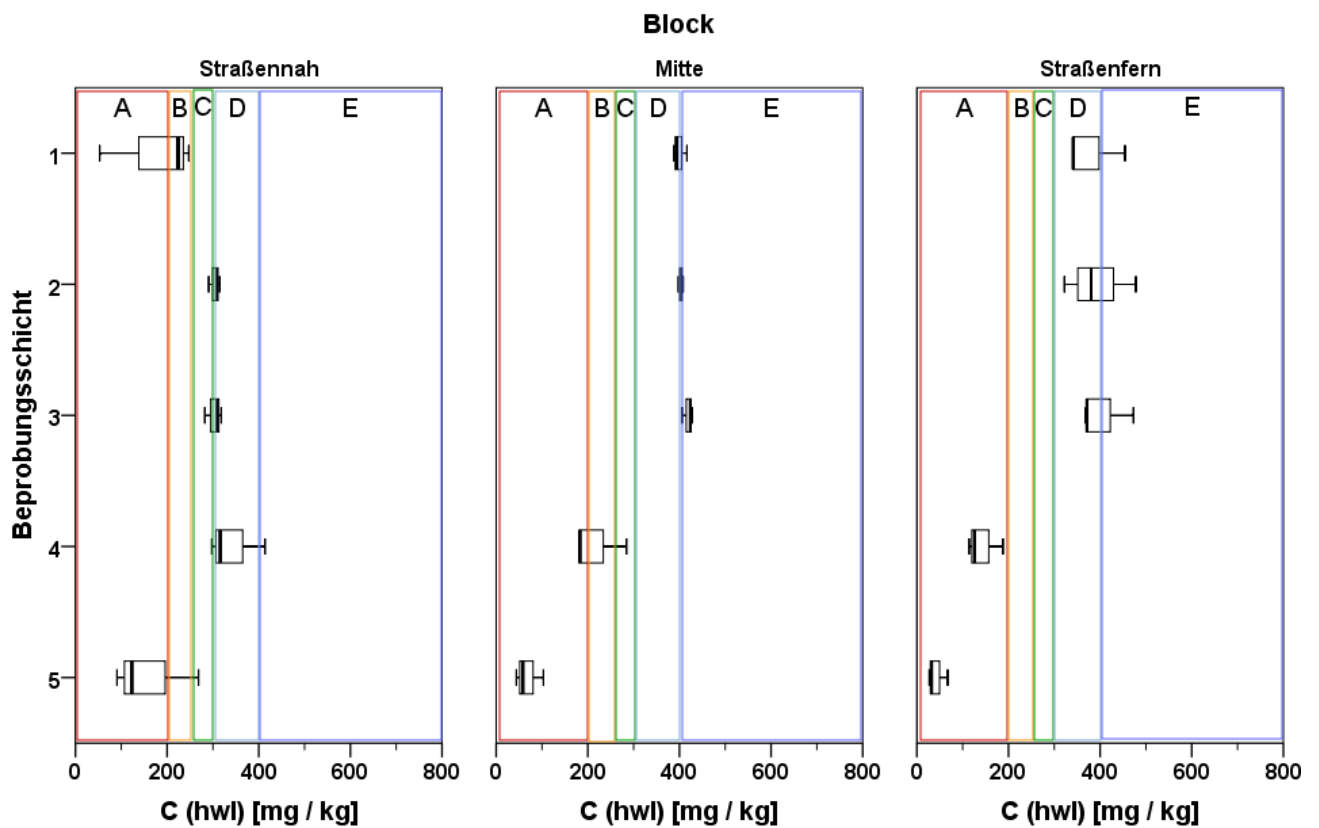 Block
Straßennah Mitte Straßenfern
A B C D E A B C D E A B C D E
1
2
3
4
5
Beprobungsschicht
0 200 400 600 800 0 200 400 600 800 0 200 400 600 800
C (hwl) [mg / kg] C (hwl) [mg / kg] C (hwl) [mg / kg]